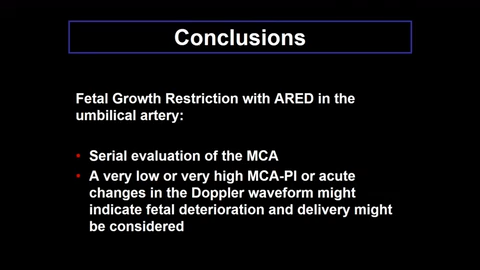 Conclusions
Fetal Growth Restriction with ARED in the
umbilical artery:
• Serial evaluation of the MCA
• A very low or very high MCA-PI or acute
changes in the Doppler waveform might
indicate fetal deterioration and delivery might
be considered